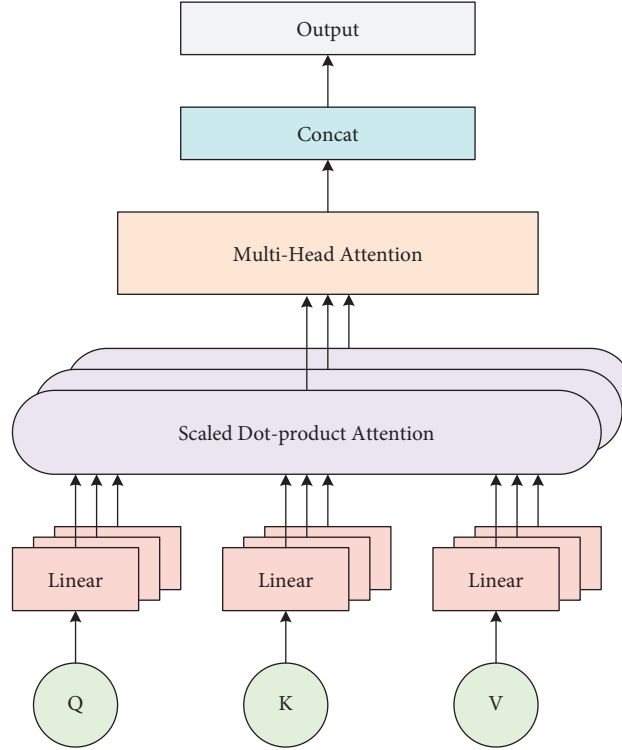 Output
Concat
Multi-Head Attention
Scaled Dot-product Attention
Linear
Linear
Linear
Q
K
V